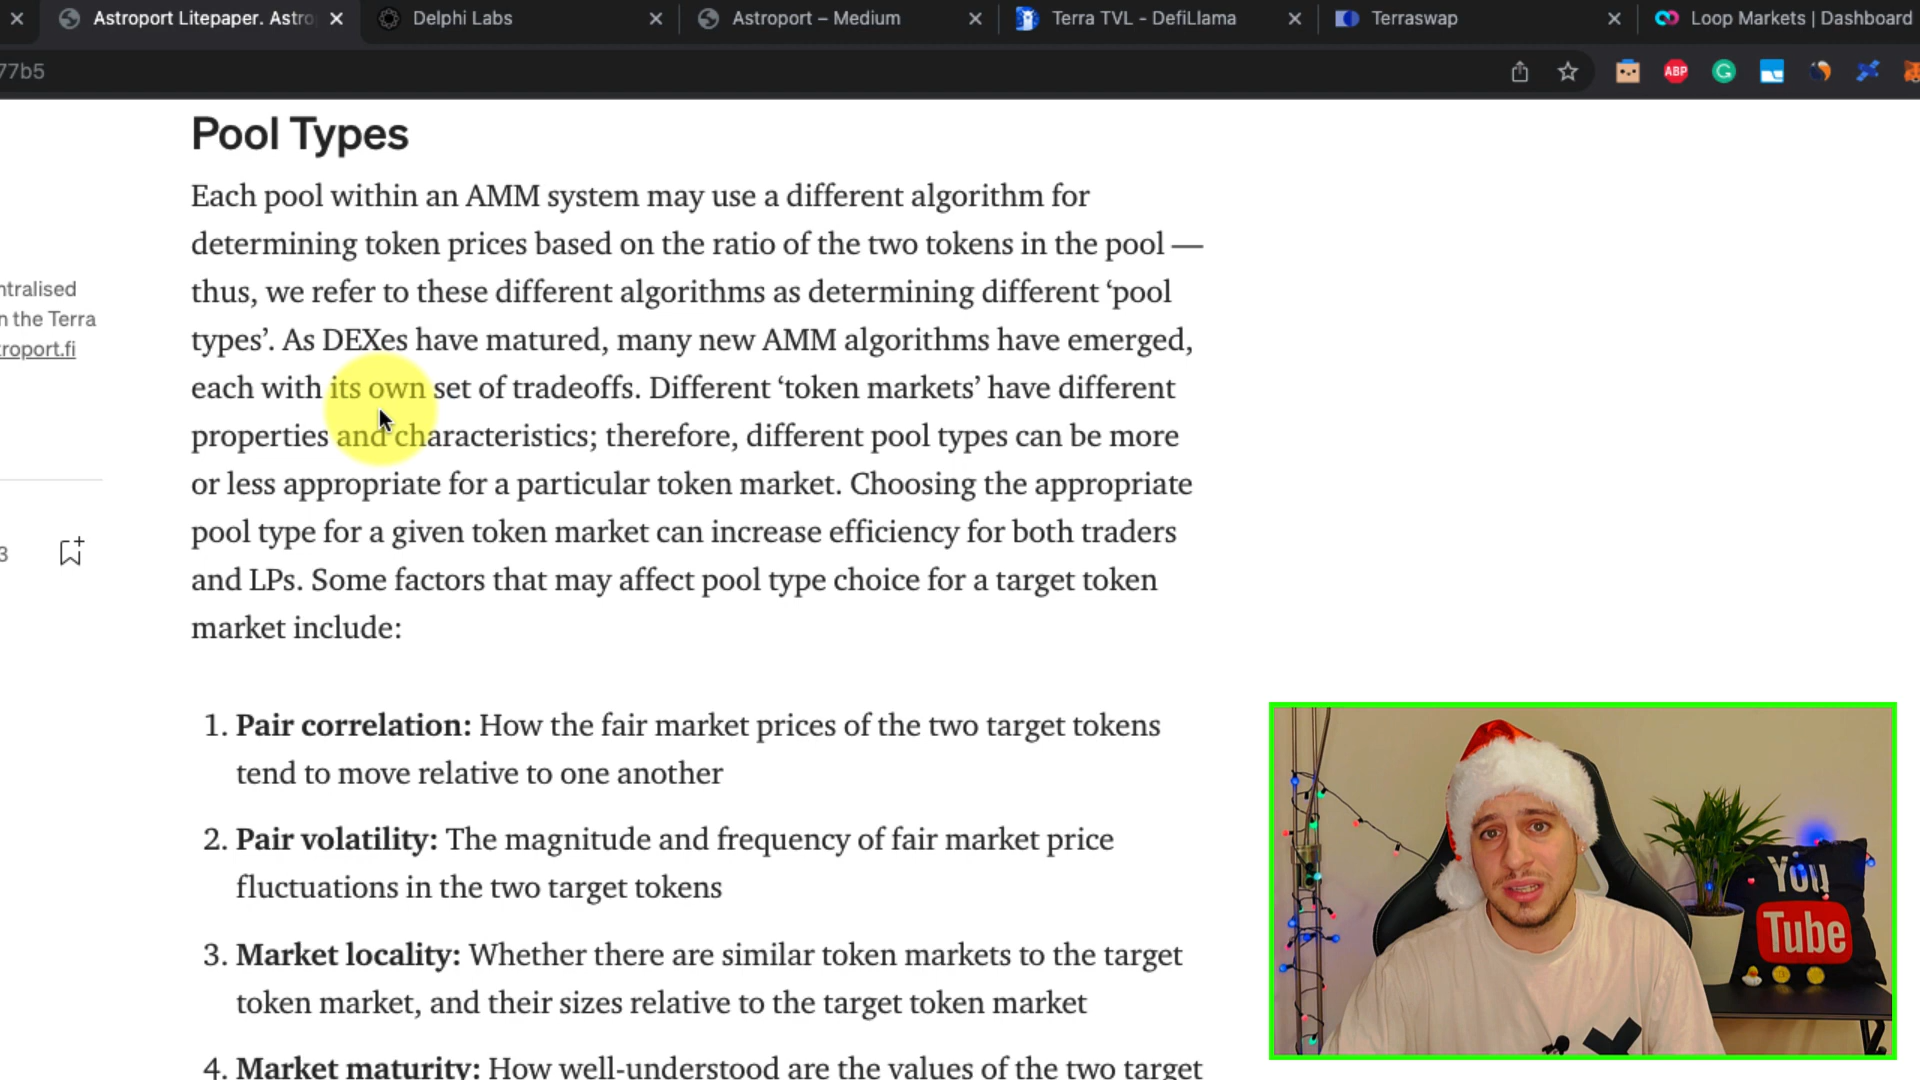 Astroport Litepaper. Astro
Delphi Labs
Astroport – Medium
Terra TVL - DefiLlama
Terraswap
Loop Markets | Dashboard
77b5
ABP
Pool Types
Each pool within an AMM system may use a different algorithm for
determining token prices based on the ratio of the two tokens in the pool —
thus, we refer to these different algorithms as determining different ‘pool
types’. As DEXes have matured, many new AMM algorithms have emerged,
each with its own set of tradeoffs. Different ‘token markets’ have different
properties and characteristics; therefore, different pool types can be more
or less appropriate for a particular token market. Choosing the appropriate
pool type for a given token market can increase efficiency for both traders
and LPs. Some factors that may affect pool type choice for a target token
market include:
ntralised
n the Terra
roport.fi
3
1. Pair correlation: How the fair market prices of the two target tokens
tend to move relative to one another
2. Pair volatility: The magnitude and frequency of fair market price
fluctuations in the two target tokens
3. Market locality: Whether there are similar token markets to the target
token market, and their sizes relative to the target token market
4. Market maturity: How well-understood are the values of the two target
You
Tube